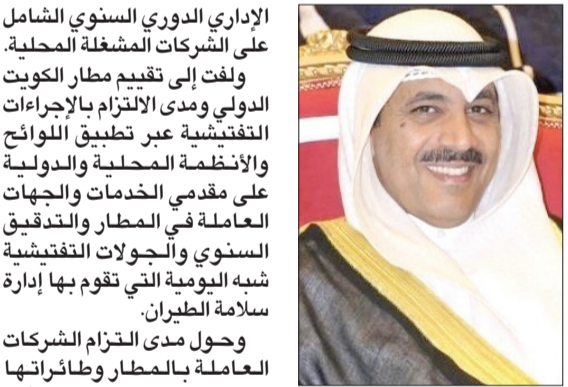 الإداري الدوري السنوي الشامل
على الشركات المشغلة المحلية.
ولفت إلى تقييم مطار الكويت
الدولي ومدى الالتزام بالإجراءات
التفتيشية عبر تطبيق اللوائح
والأنظمة المحلية والدولية
على مقدمي الخدمات والجهات
العاملة في المطار والتدقيق
السنوي والجولات التفتيشية
شبه اليومية التي تقوم بها إدارة
سلامة الطيران.
وحول مدى التزام الشركات
العاملة بالمطار وطائراتها